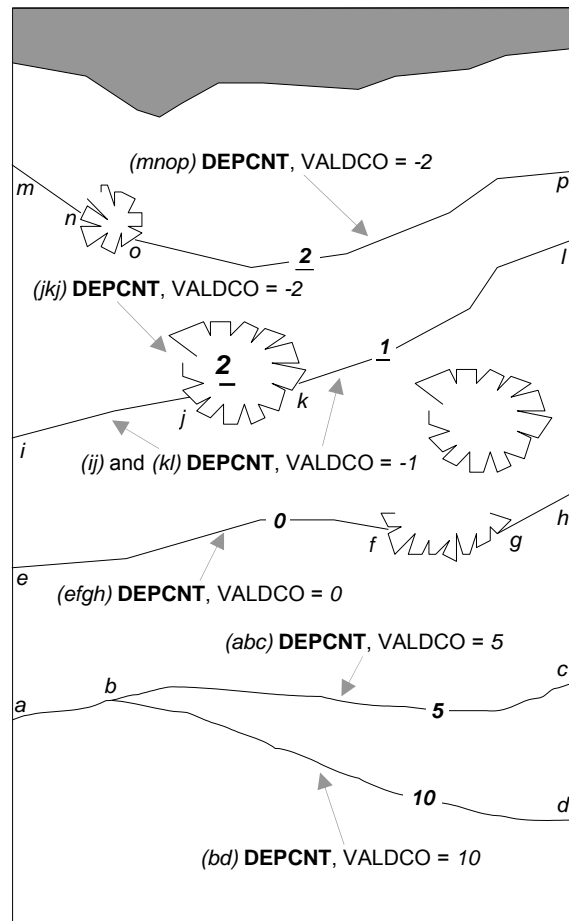 (mnop) DEPCNT, VALDCO = -2
m
p
n
o
2
l
(jkj) DEPCNT, VALDCO = -2
1
2
k
j
i
(ij) and (kl) DEPCNT, VALDCO = -1
h
0
f
g
e
(efgh) DEPCNT, VALDCO = 0
(abc) DEPCNT, VALDCO = 5
c
b
a
5
10
d
(bd) DEPCNT, VALDCO = 10